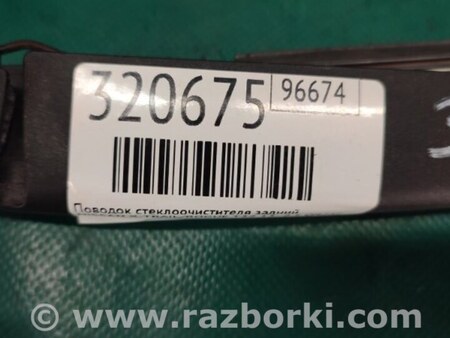 320675
96674
Поводок стеклоочистителя задний
© www.razborki.com